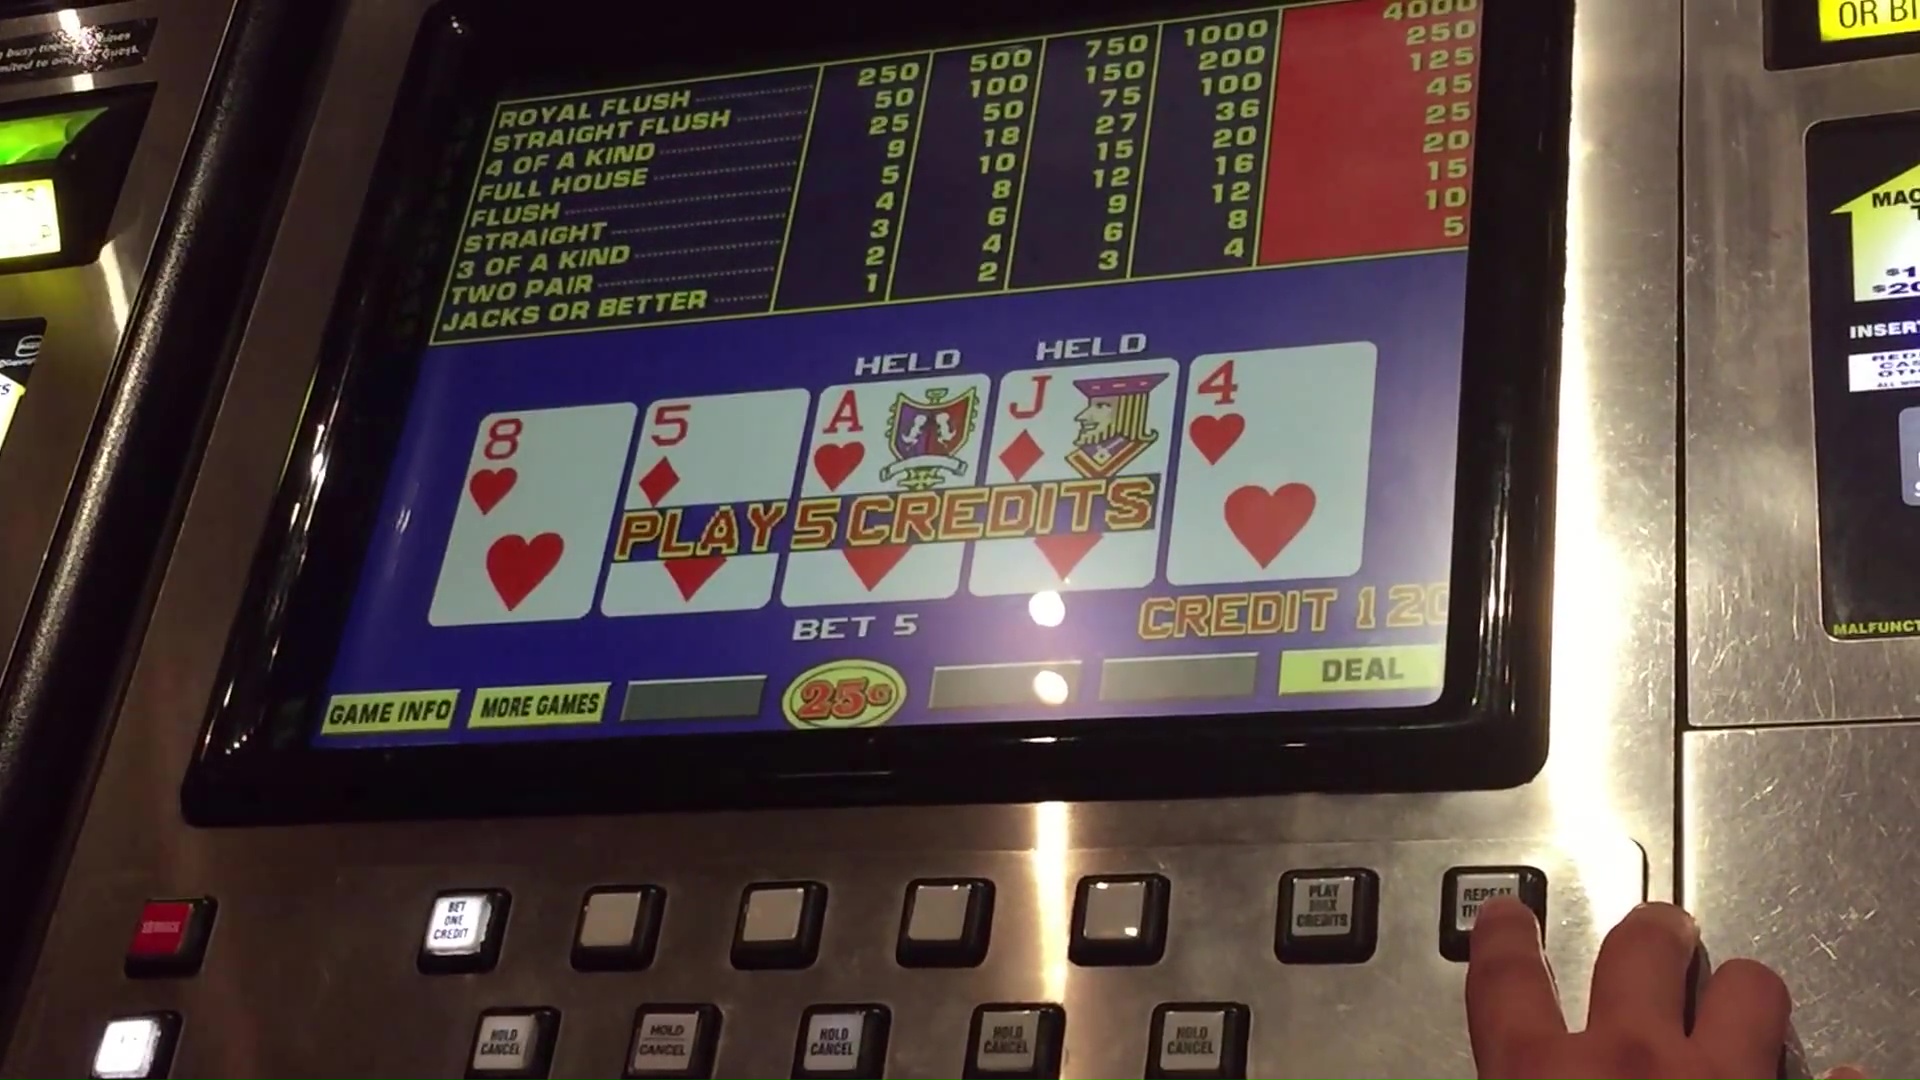 OR BI
ROYAL FLUSH 250 500 750 1000 4000
STRAIGHT FLUSH 50 100 150 200 250
4 OF A KIND 25 50 75 100 125
FULL HOUSE 9 18 27 36 45
FLUSH 5 10 15 20 25
STRAIGHT 4 8 12 16 20
3 OF A KIND 3 6 9 12 15
TWO PAIR 2 4 6 8 10
JACKS OR BETTER 1 2 3 4 5
HELD HELD
8 5 A J 4
PLAY 5 CREDITS
BET 5 CREDIT 120
GAME INFO MORE GAMES 25¢ DEAL
BET ONE CREDIT
PLAY MAX CREDITS
REPEAT
HOLD CANCEL
HOLD CANCEL
HOLD CANCEL
HOLD CANCEL
HOLD CANCEL
INSER
MALFUNCT